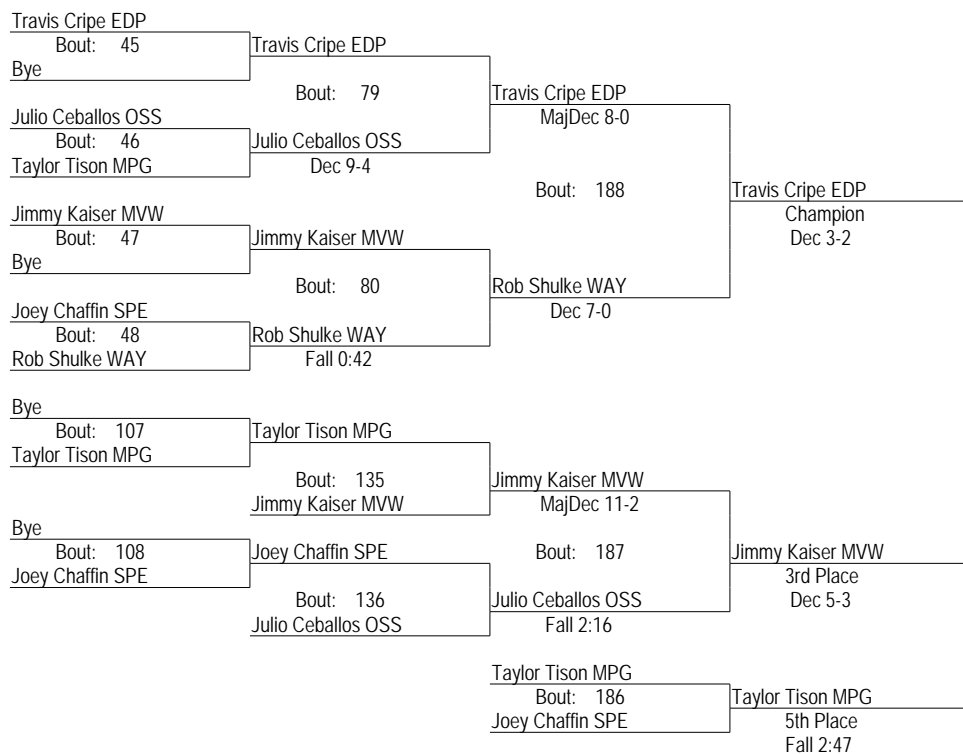 Travis Cripe EDP
Bout: 45
Travis Cripe EDP
Bye
Bout: 79
Travis Cripe EDP
MajDec 8-0
Julio Ceballos OSS
Bout: 46
Julio Ceballos OSS
Taylor Tison MPG
Dec 9-4
Bout: 188
Travis Cripe EDP
Champion
Dec 3-2
Jimmy Kaiser MVW
Bout: 47
Jimmy Kaiser MVW
Bye
Bout: 80
Rob Shulke WAY
Dec 7-0
Joey Chaffin SPE
Bout: 48
Rob Shulke WAY
Rob Shulke WAY
Fall 0:42
Bye
Bout: 107
Taylor Tison MPG
Taylor Tison MPG
Bout: 135
Jimmy Kaiser MVW
Jimmy Kaiser MVW
MajDec 11-2
Bye
Bout: 108
Joey Chaffin SPE
Joey Chaffin SPE
Bout: 187
Jimmy Kaiser MVW
3rd Place
Dec 5-3
Bout: 136
Julio Ceballos OSS
Julio Ceballos OSS
Fall 2:16
Taylor Tison MPG
Bout: 186
Taylor Tison MPG
Joey Chaffin SPE
5th Place
Fall 2:47